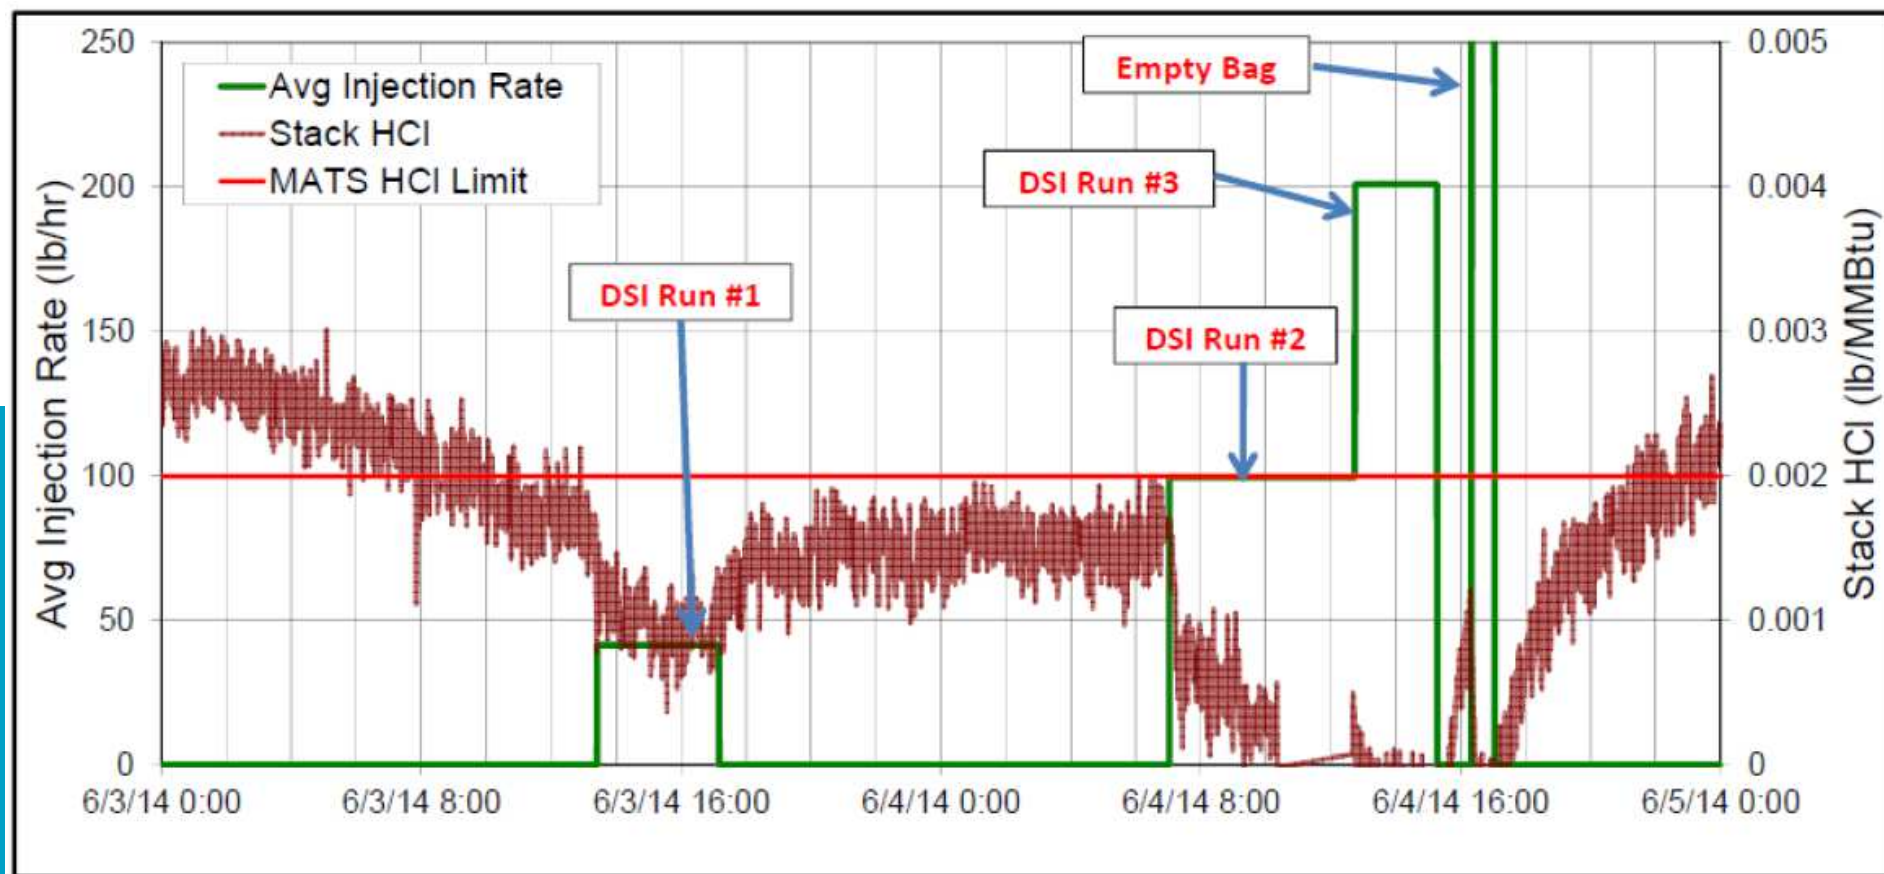 250
200
150
100
50
0
Avg Injection Rate (lb/hr)
Avg Injection Rate
Stack HCl
MATS HCl Limit
Empty Bag
DSI Run #3
DSI Run #1
DSI Run #2
0.005
0.004
0.003
0.002
0.001
0
Stack HCl (lb/MMBtu)
6/3/14 0:00
6/3/14 8:00
6/3/14 16:00
6/4/14 0:00
6/4/14 8:00
6/4/14 16:00
6/5/14 0:00